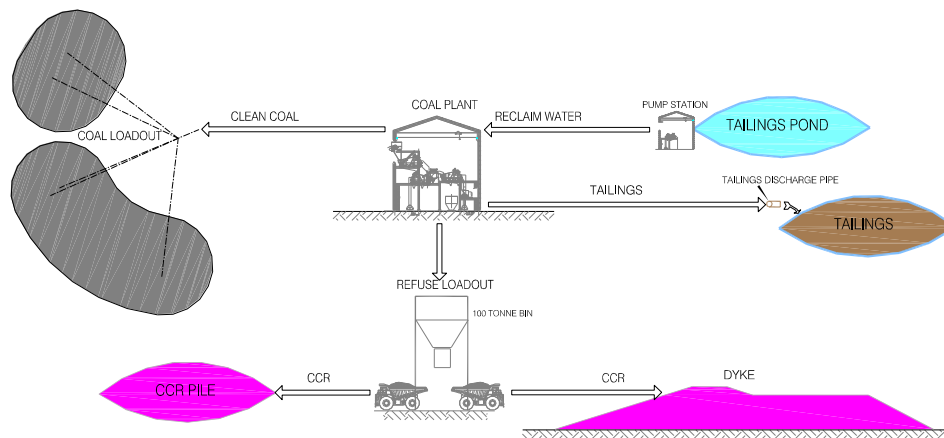 COAL PLANT
PUMP STATION
CLEAN COAL
RECLAIM WATER
TAILINGS POND
COAL LOADOUT
TAILINGS DISCHARGE PIPE
TAILINGS
TAILINGS
REFUSE LOADOUT
100 TONNE BIN
CCR PILE
CCR
CCR
DYKE